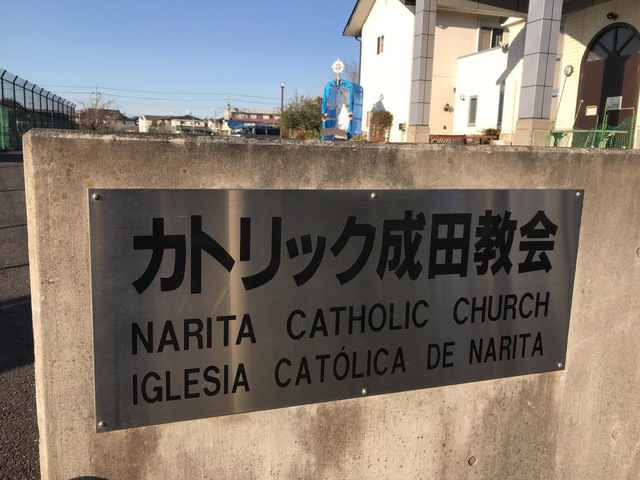 カトリック成田教会
NARITA CATHOLIC CHURCH
IGLESIA CATÓLICA DE NARITA